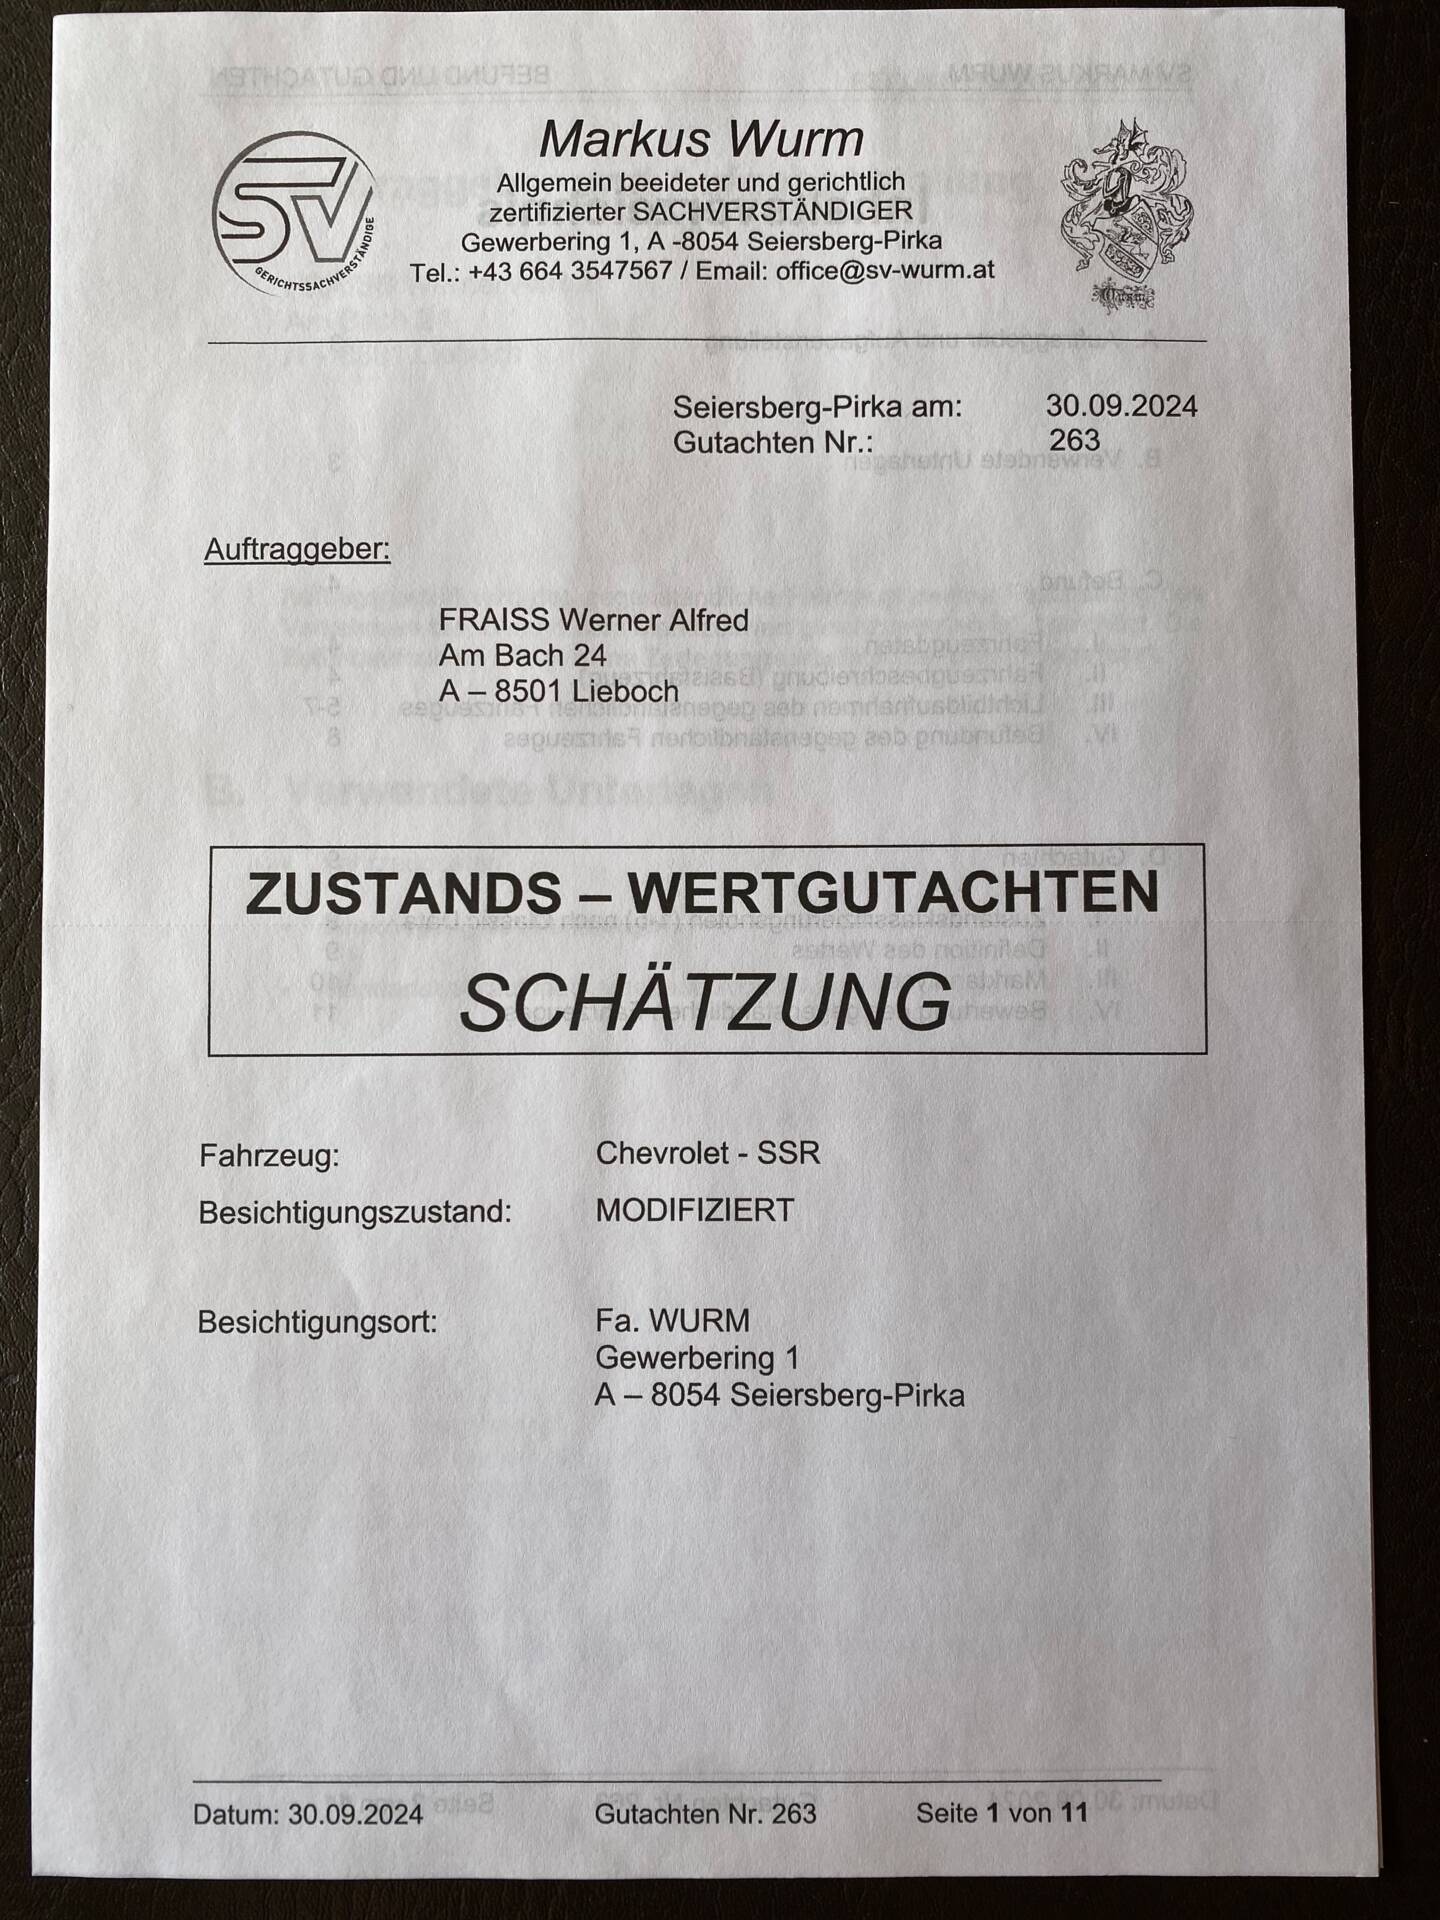 Markus Wurm
Allgemein beeideter und gerichtlich
zertifizierter SACHVERSTÄNDIGER
Gewerbering 1, A -8054 Seiersberg-Pirka
Tel.: +43 664 3547567 / Email: office@sv-wurm.at
SV
GERICHTSSACHVERSTÄNDIGE
Seiersberg-Pirka am: 30.09.2024
Gutachten Nr.: 263
Auftraggeber:
FRAISS Werner Alfred
Am Bach 24
A – 8501 Lieboch
ZUSTANDS – WERTGUTACHTEN
SCHÄTZUNG
Fahrzeug: Chevrolet - SSR
Besichtigungszustand: MODIFIZIERT
Besichtigungsort: Fa. WURM
Gewerbering 1
A – 8054 Seiersberg-Pirka
Datum: 30.09.2024 Gutachten Nr. 263 Seite 1 von 11